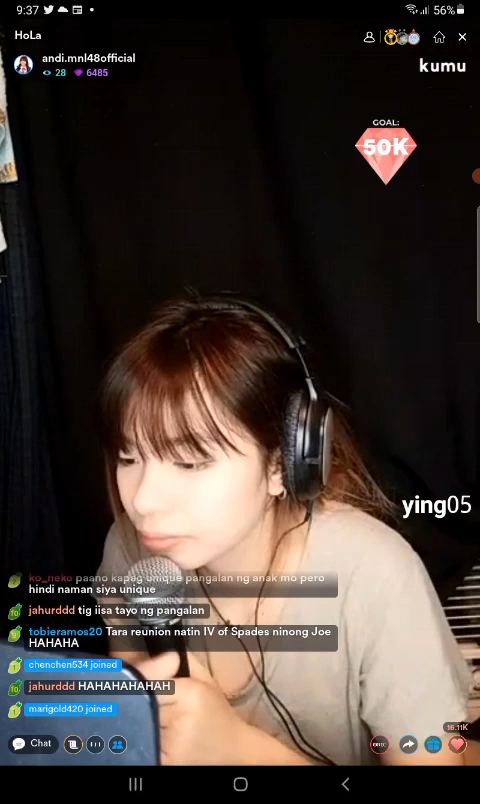 9:37
56%
HoLa
andi.mnl48official
28 6485
kumu
GOAL:
50K
ying05
ko_neko paano kapag unique pangalan ng anak mo pero
hindi naman siya unique
jahurddd tig iisa tayo ng pangalan
tobieramos20 Tara reunion natin IV of Spades ninong Joe
HAHAHA
chenchen534 joined
jahurddd HAHAHAHAHAH
marigold420 joined
16.11K
Chat